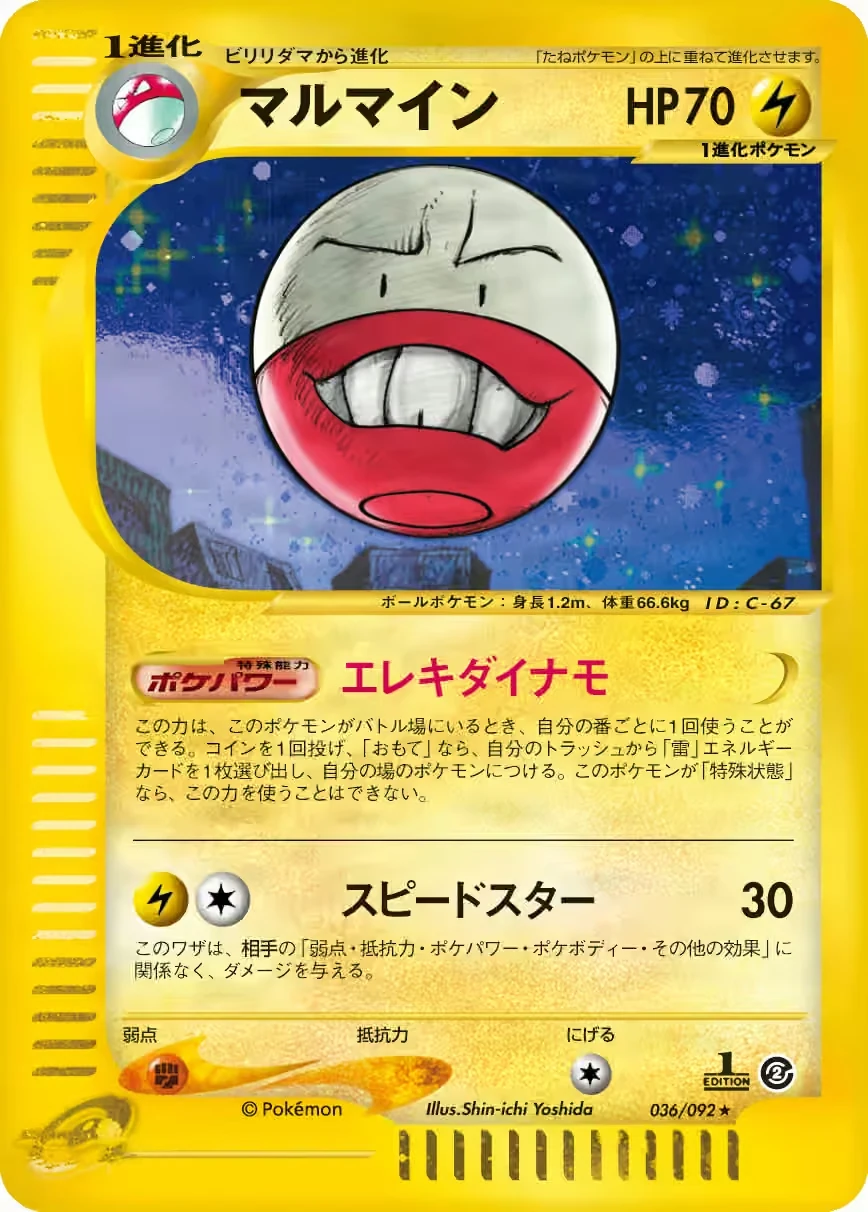 1進化
ビリリダマから進化
「たねポケモン」の上に重ねて進化させます。
マルマイン
HP70
1進化ポケモン
ボールポケモン：身長1.2m、体重66.6kg ID：C-67
特殊能力
ポケパワー
エレキダイナモ
この力は、このポケモンがバトル場にいるとき、自分の番ごとに1回使うことが
できる。コインを1回投げ、「おもて」なら、自分のトラッシュから「雷」エネルギー
カードを1枚選び出し、自分の場のポケモンにつける。このポケモンが「特殊状態」
なら、この力を使うことはできない。
スピードスター 30
このワザは、相手の「弱点・抵抗力・ポケパワー・ポケボディー・その他の効果」に
関係なく、ダメージを与える。
弱点 抵抗力 にげる
1
EDITION
2
© Pokémon Illus.Shin-ichi Yoshida 036/092★